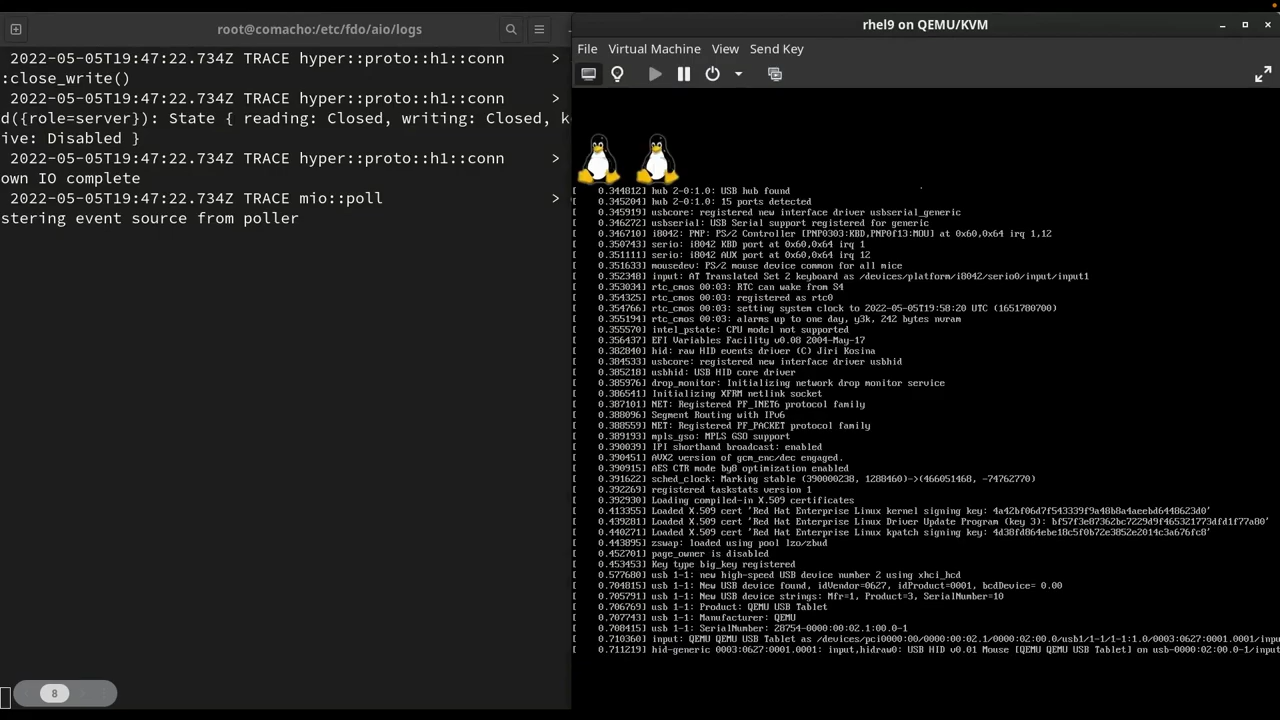 root@comacho:/etc/fdo/aio/logs
2022-05-05T19:47:22.734Z TRACE hyper::proto::h1::conn >
:close_write()
2022-05-05T19:47:22.734Z TRACE hyper::proto::h1::conn >
d({role=server}): State { reading: Closed, writing: Closed, k
ive: Disabled }
2022-05-05T19:47:22.734Z TRACE hyper::proto::h1::conn >
own IO complete
2022-05-05T19:47:22.734Z TRACE mio::poll >
stering event source from poller
8
rhel9 on QEMU/KVM
File Virtual Machine View Send Key
[ 0.344812] hub 2-0:1.0: USB hub found
[ 0.345204] hub 2-0:1.0: 15 ports detected
[ 0.345919] usbcore: registered new interface driver usbserial_generic
[ 0.346272] usbserial: USB Serial support registered for generic
[ 0.346710] i8042: PNP: PS/2 Controller [PNP0303:KBD,PNP0f13:MOU] at 0x60,0x64 irq 1,12
[ 0.350743] serio: i8042 KBD port at 0x60,0x64 irq 1
[ 0.351111] serio: i8042 AUX port at 0x60,0x64 irq 12
[ 0.351633] mousedev: PS/2 mouse device common for all mice
[ 0.352348] input: AT Translated Set 2 keyboard as /devices/platform/i8042/serio0/input/input1
[ 0.353034] rtc_cmos 00:03: RTC can wake from S4
[ 0.354325] rtc_cmos 00:03: registered as rtc0
[ 0.354766] rtc_cmos 00:03: setting system clock to 2022-05-05T19:58:20 UTC (1651780700)
[ 0.355194] rtc_cmos 00:03: alarms up to one day, y3k, 242 bytes nvram
[ 0.355570] intel_pstate: CPU model not supported
[ 0.356437] EFI Variables Facility v0.08 2004-May-17
[ 0.382840] hid: raw HID events driver (C) Jiri Kosina
[ 0.384533] usbcore: registered new interface driver usbhid
[ 0.385218] usbhid: USB HID core driver
[ 0.385976] drop_monitor: Initializing network drop monitor service
[ 0.386541] Initializing XFRM netlink socket
[ 0.387101] NET: Registered PF_INET6 protocol family
[ 0.388096] Segment Routing with IPv6
[ 0.388559] NET: Registered PF_PACKET protocol family
[ 0.389193] mpls_gso: MPLS GSO support
[ 0.390039] IPI shorthand broadcast: enabled
[ 0.390451] AVX2 version of gcm_enc/dec engaged.
[ 0.390915] AES CTR mode by8 optimization enabled
[ 0.391622] sched_clock: Marking stable (390000238, 1288460)->(466051468, -74762770)
[ 0.392269] registered taskstats version 1
[ 0.392930] Loading compiled-in X.509 certificates
[ 0.413355] Loaded X.509 cert 'Red Hat Enterprise Linux kernel signing key: 4a42bf06d7f543339f9a48b8a4aeebd6448623d0'
[ 0.439281] Loaded X.509 cert 'Red Hat Enterprise Linux Driver Update Program (key 3): bf57f3e87362bc7229d9f465321773dfd1f77a80'
[ 0.440271] Loaded X.509 cert 'Red Hat Enterprise Linux kpatch signing key: 4d38fd864ebe18c5f0b72e3852e2014c3a676fc8'
[ 0.443895] zswap: loaded using pool lzo/zbud
[ 0.452701] page_owner is disabled
[ 0.453453] Key type big_key registered
[ 0.577680] usb 1-1: new high-speed USB device number 2 using xhci_hcd
[ 0.704815] usb 1-1: New USB device found, idVendor=0627, idProduct=0001, bcdDevice= 0.00
[ 0.705791] usb 1-1: New USB device strings: Mfr=1, Product=3, SerialNumber=10
[ 0.706769] usb 1-1: Product: QEMU USB Tablet
[ 0.707743] usb 1-1: Manufacturer: QEMU
[ 0.708415] usb 1-1: SerialNumber: 28754-0000:00:02.1:00.0-1
[ 0.710360] input: QEMU QEMU USB Tablet as /devices/pci0000:00/0000:00:02.1/0000:02:00.0/usb1/1-1/1-1:1.0/0003:0627:0001.0001/inpu
[ 0.711219] hid-generic 0003:0627:0001.0001: input,hidraw0: USB HID v0.01 Mouse [QEMU QEMU USB Tablet] on usb-0000:02:00.0-1/input